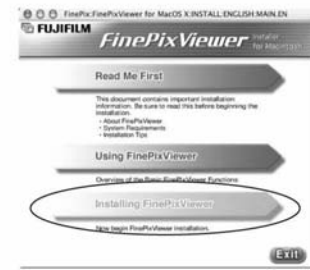 FinePix:FinePixViewer for MacOS X:INSTALL:ENGLISH:MAIN.EN
FUJIFILM
FinePixViewer
Installer
for Macintosh
Read Me First
This document contains important installation
information. Be sure to read this before beginning the
installation.
- About FinePixViewer
- System Requirements
- Installation Tips
Using FinePixViewer
Overview of the Basic FinePixViewer Functions
Installing FinePixViewer
Now begin FinePixViewer installation.
Exit